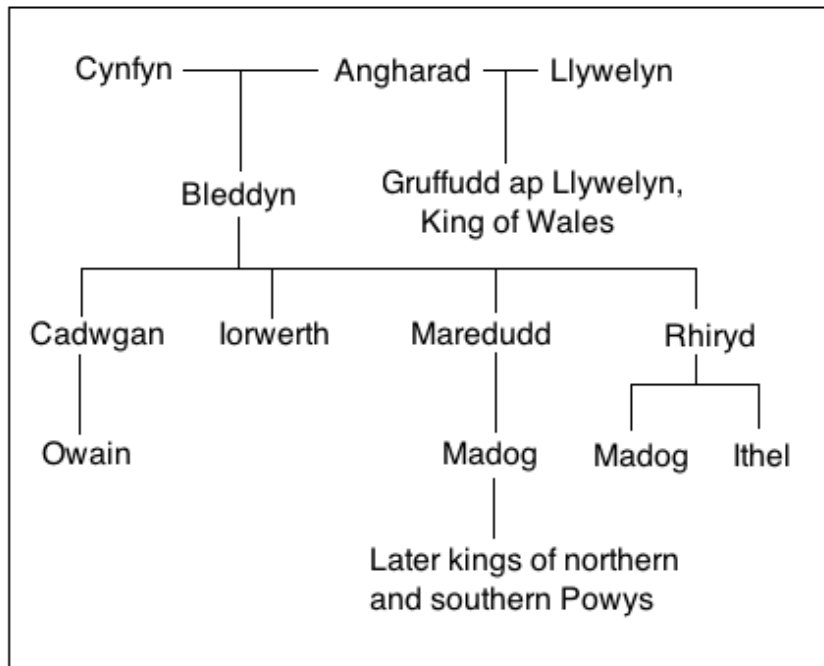 Cynfyn Angharad Llywelyn
Bleddyn
Gruffudd ap Llywelyn,
King of Wales
Cadwgan Iorwerth Maredudd Rhiryd
Owain Madog Madog Ithel
Later kings of northern
and southern Powys